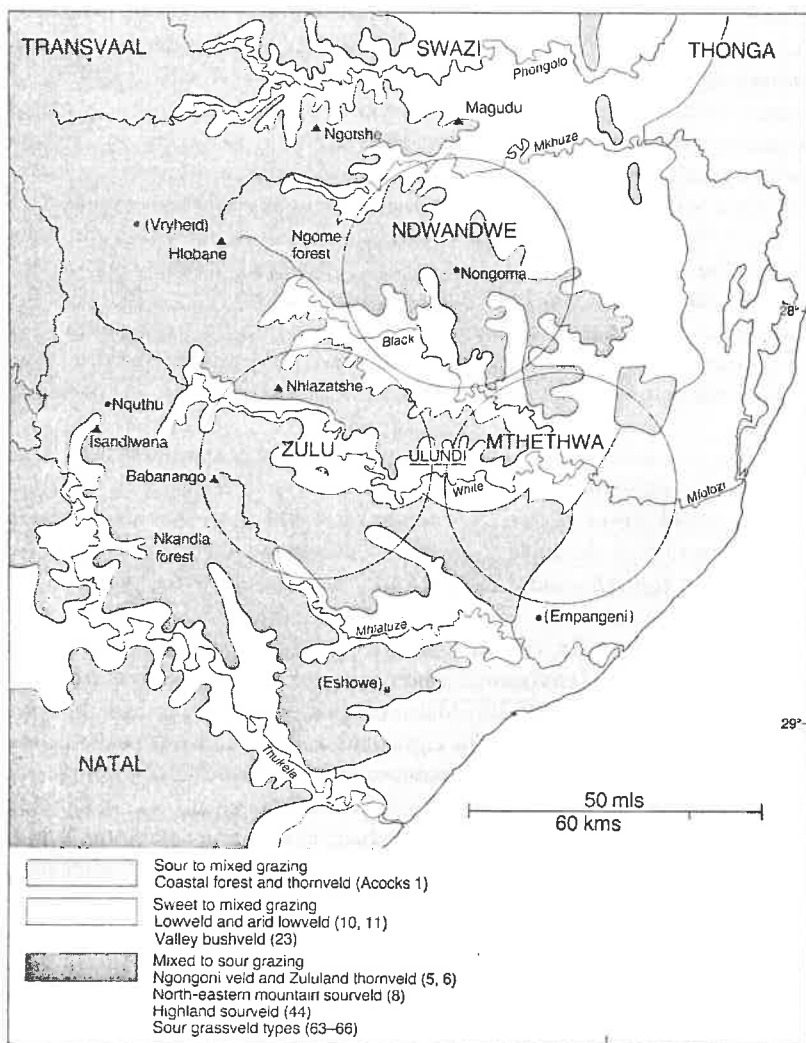 TRANSVAAL
SWAZI
THONGA
Phongolo
Magudu
Ngotshe
Mkhuze
(Vryheid)
Hlobane
Ngome
forest
NDWANDWE
Nongoma
28°
Black
Nhlazatshe
Nquthu
Isandlwana
ZULU
ULUNDI
MTHETHWA
Babanango
White
Mfolozi
Nkandla
forest
Mhlatuze
(Empangeni)
(Eshowe)
29°
NATAL
Thukela
50 mls
60 kms
Sour to mixed grazing
Coastal forest and thornveld (Acocks 1)
Sweet to mixed grazing
Lowveld and arid lowveld (10, 11)
Valley bushveld (23)
Mixed to sour grazing
Ngongoni veld and Zululand thornveld (5, 6)
North-eastern mountain sourveld (8)
Highland sourveld (44)
Sour grassveld types (63–66)